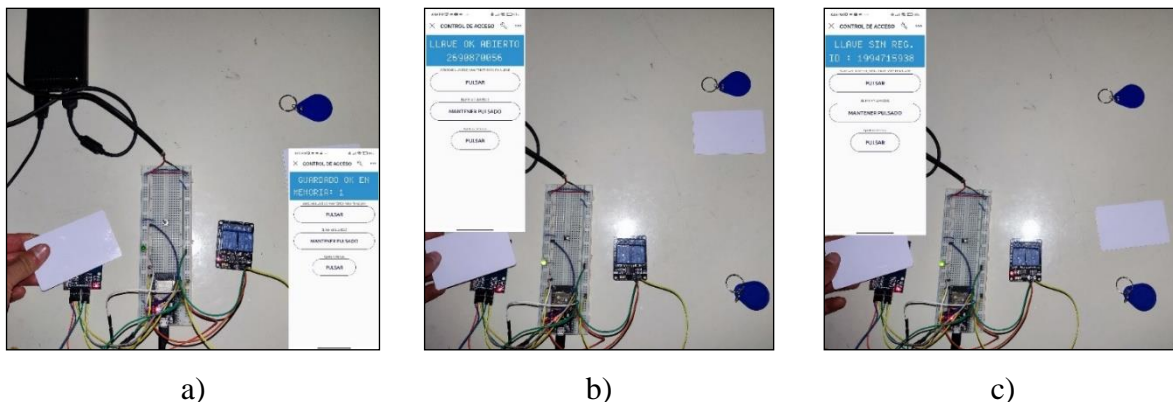 CONTROL DE ACCESO
GUARDADO OK EN
MEMORIA: 1
PULSAR
MANTENER PULSADO
PULSAR
CONTROL DE ACCESO
LLAVE OK ABIERTO
2690870056
PULSAR
MANTENER PULSADO
PULSAR
CONTROL DE ACCESO
LLAVE SIN REG.
ID : 1994715938
PULSAR
MANTENER PULSADO
PULSAR
a)
b)
c)